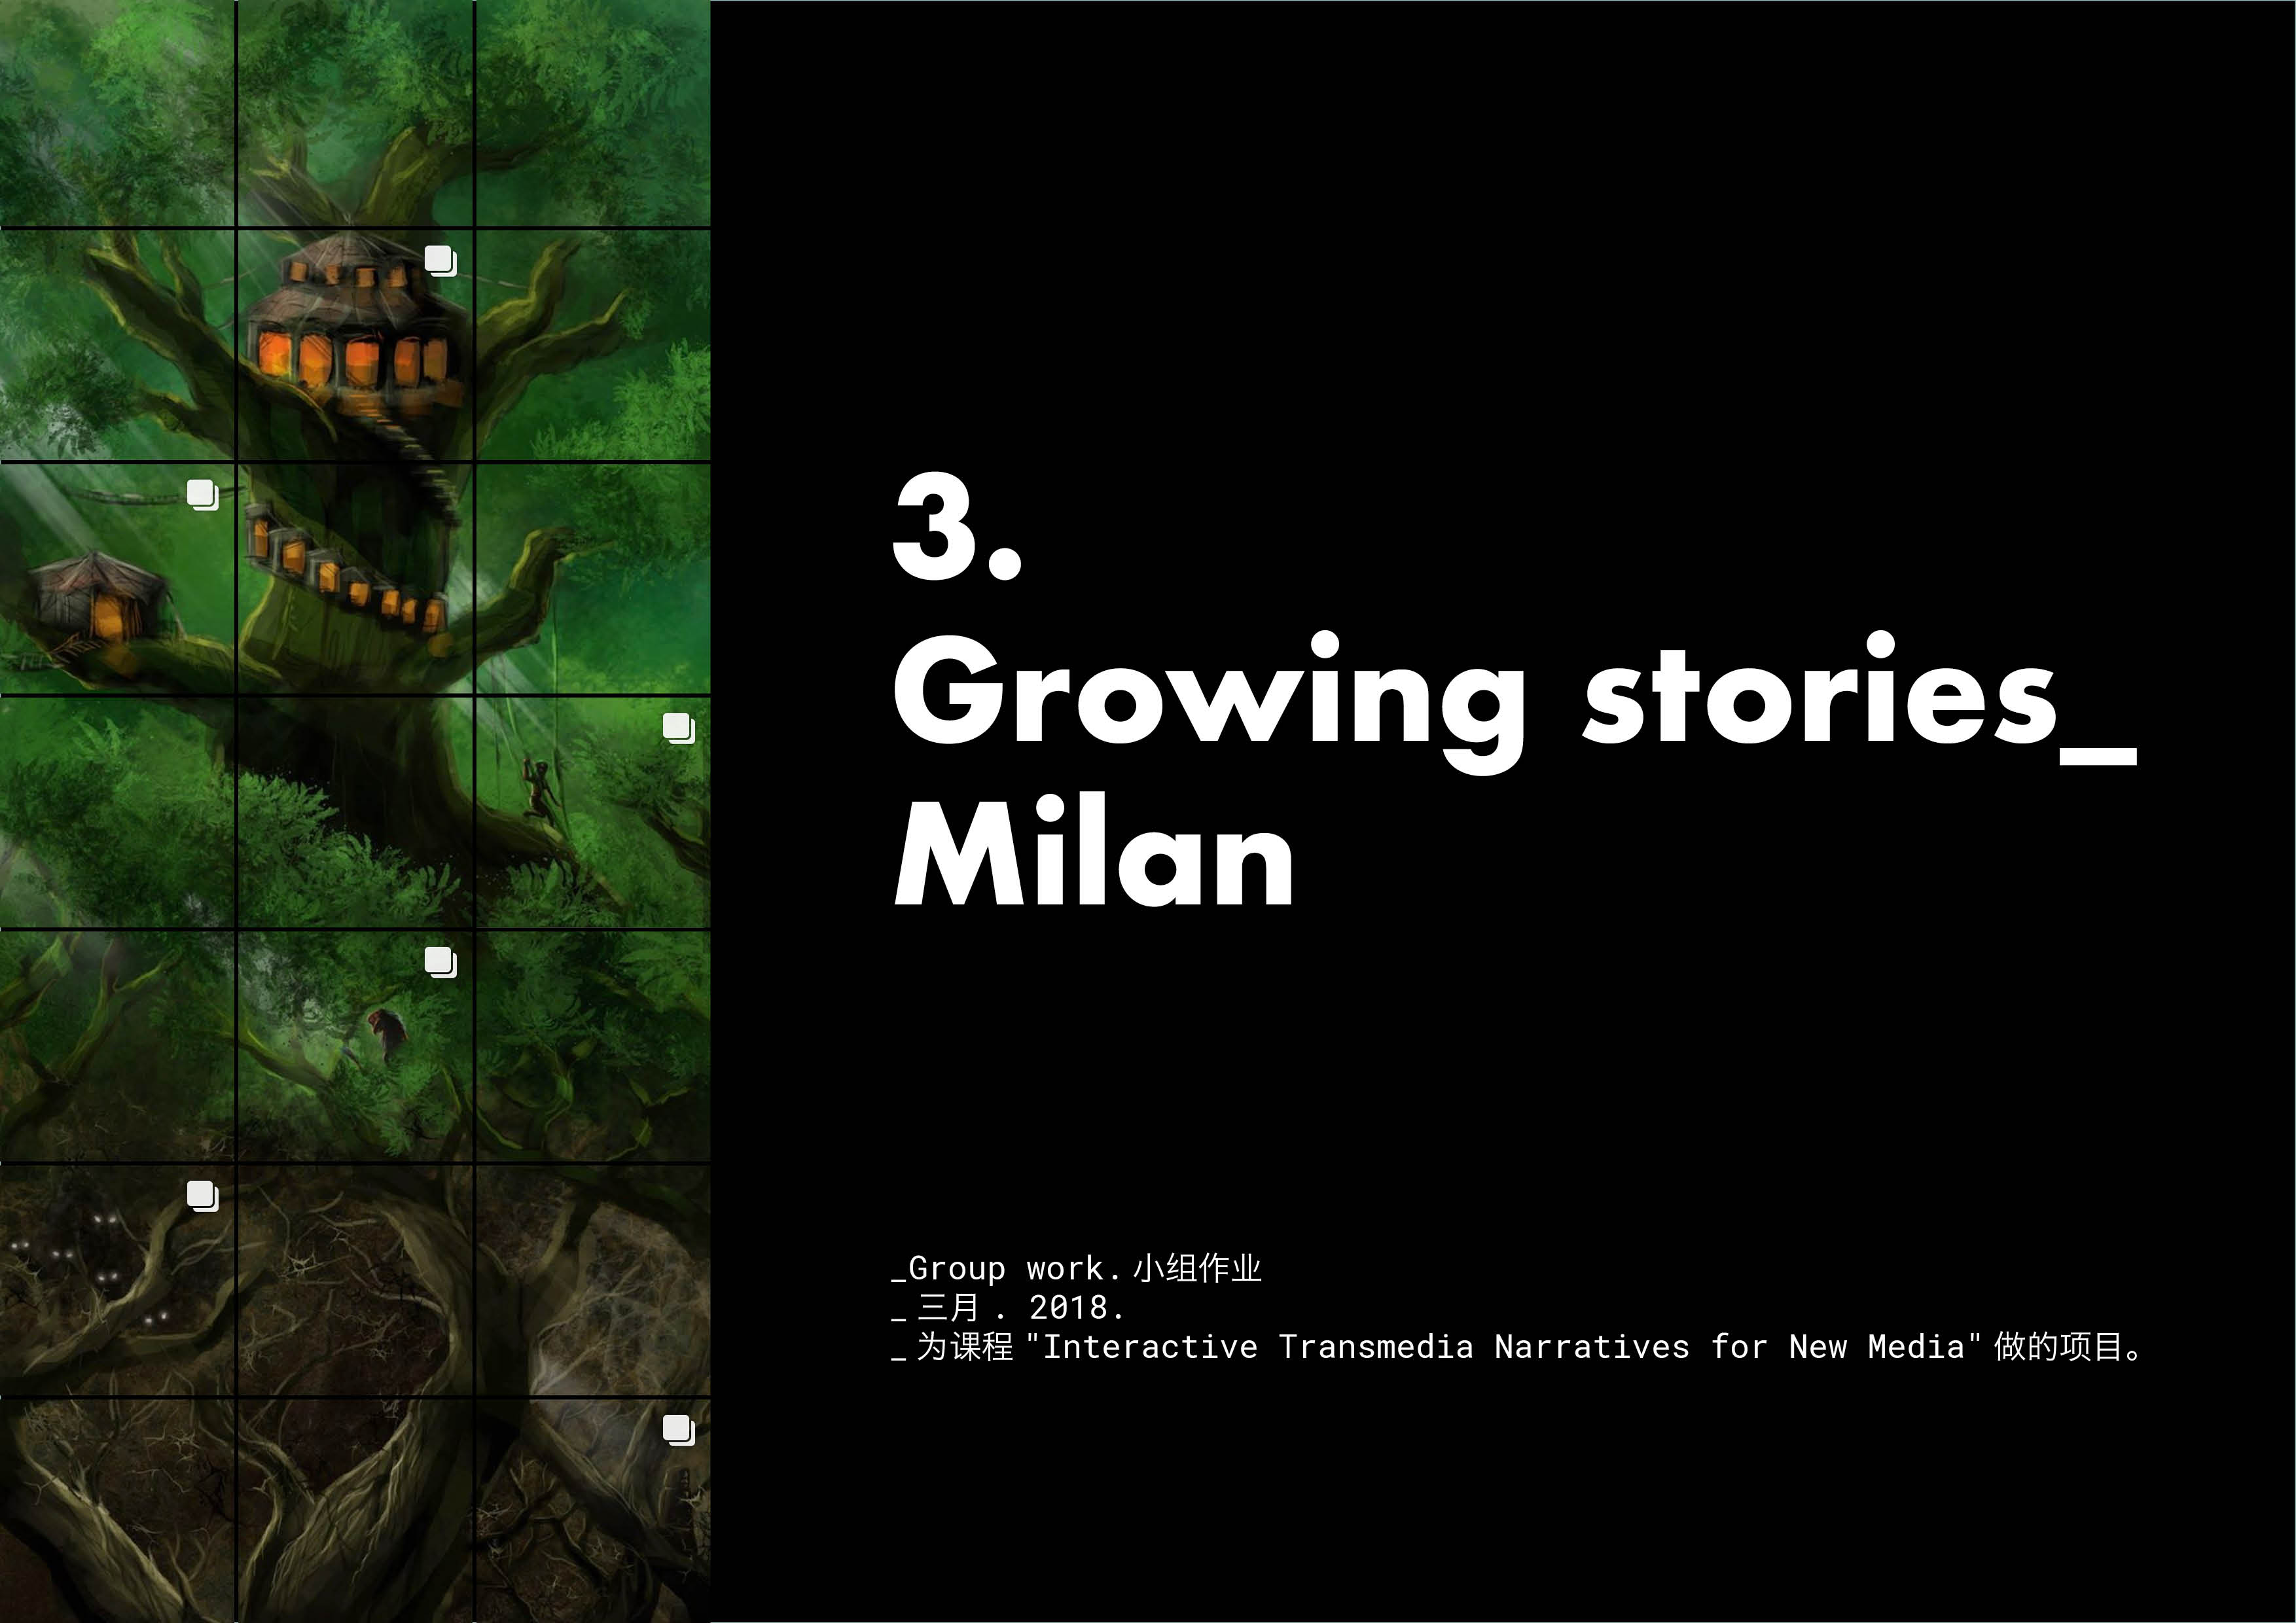 3.
Growing stories_
Milan
_Group work. 小组作业
_ 三月 . 2018.
_ 为课程 "Interactive Transmedia Narratives for New Media" 做的项目。